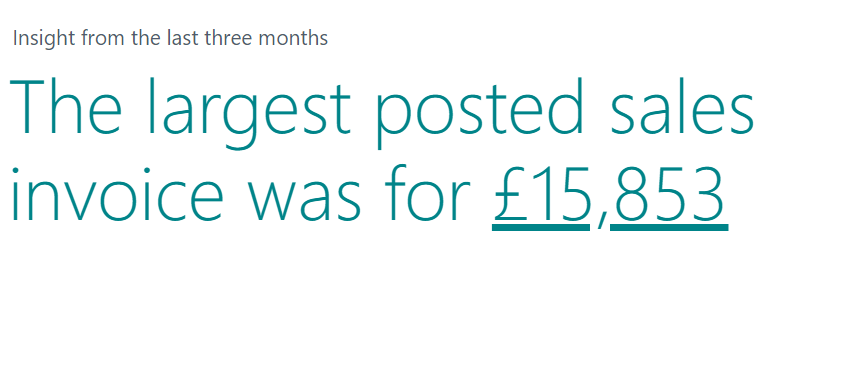 Insight from the last three months
The largest posted sales
invoice was for £15,853